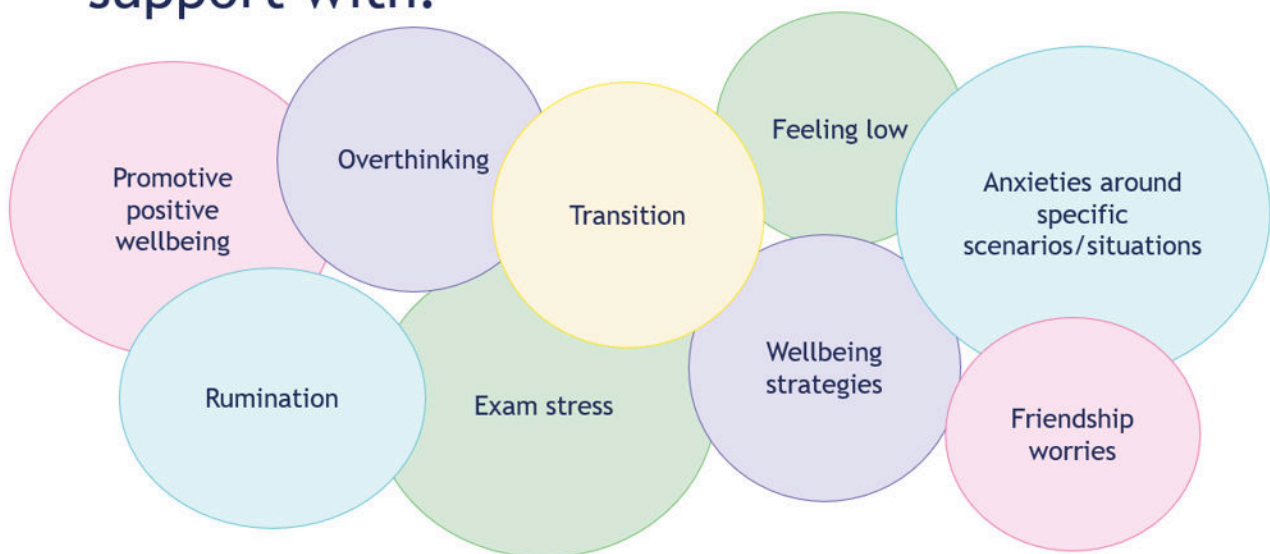 support with?
Promotive
positive
wellbeing
Overthinking
Transition
Feeling low
Anxieties around
specific
scenarios/situations
Rumination
Exam stress
Wellbeing
strategies
Friendship
worries